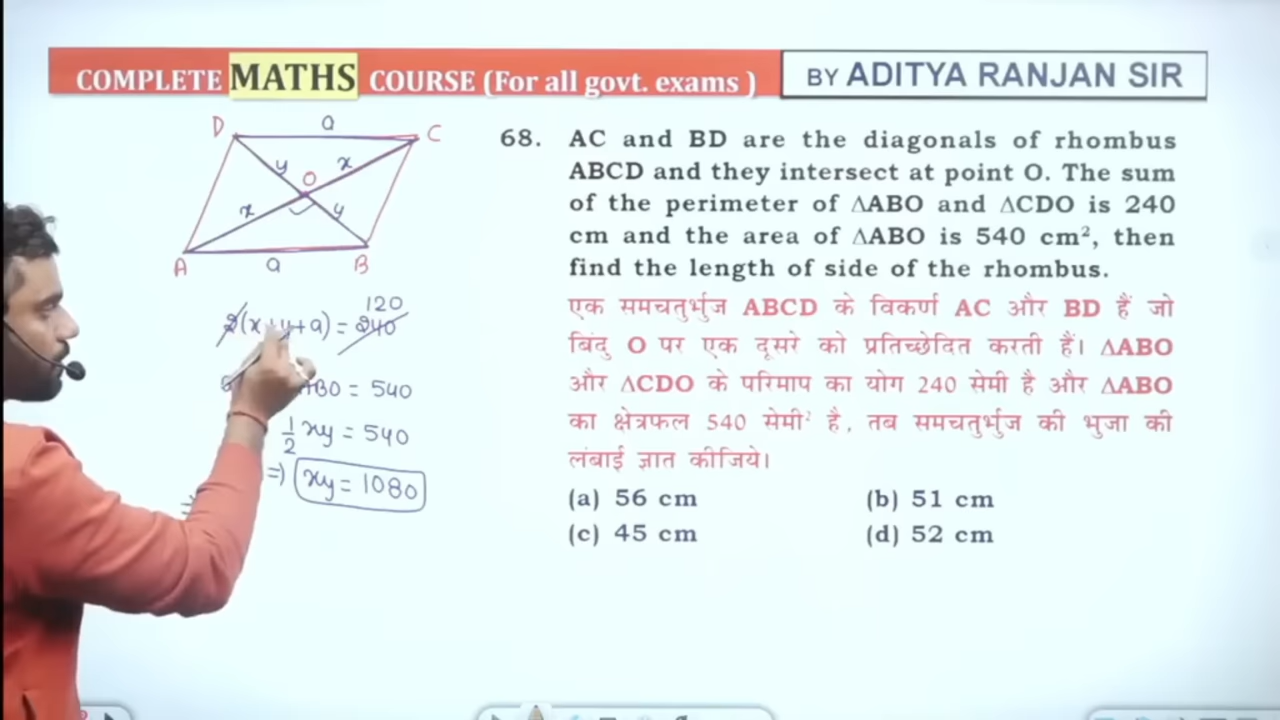 COMPLETE MATHS COURSE (For all govt. exams )
BY ADITYA RANJAN SIR
D a C
y x
O
x y
A a B
120
2(x+y+a) = 240
ABO = 540
1/2 xy = 540
=) xy = 1080
68. AC and BD are the diagonals of rhombus
ABCD and they intersect at point O. The sum
of the perimeter of ΔABO and ΔCDO is 240
cm and the area of ΔABO is 540 cm², then
find the length of side of the rhombus.
एक समचतुर्भुज ABCD के विकर्ण AC और BD हैं जो
बिंदु O पर एक दूसरे को प्रतिच्छेदित करती हैं। ΔABO
और ΔCDO के परिमाप का योग 240 सेमी है और ΔABO
का क्षेत्रफल 540 सेमी² है, तब समचतुर्भुज की भुजा की
लंबाई ज्ञात कीजिये।
(a) 56 cm (b) 51 cm
(c) 45 cm (d) 52 cm